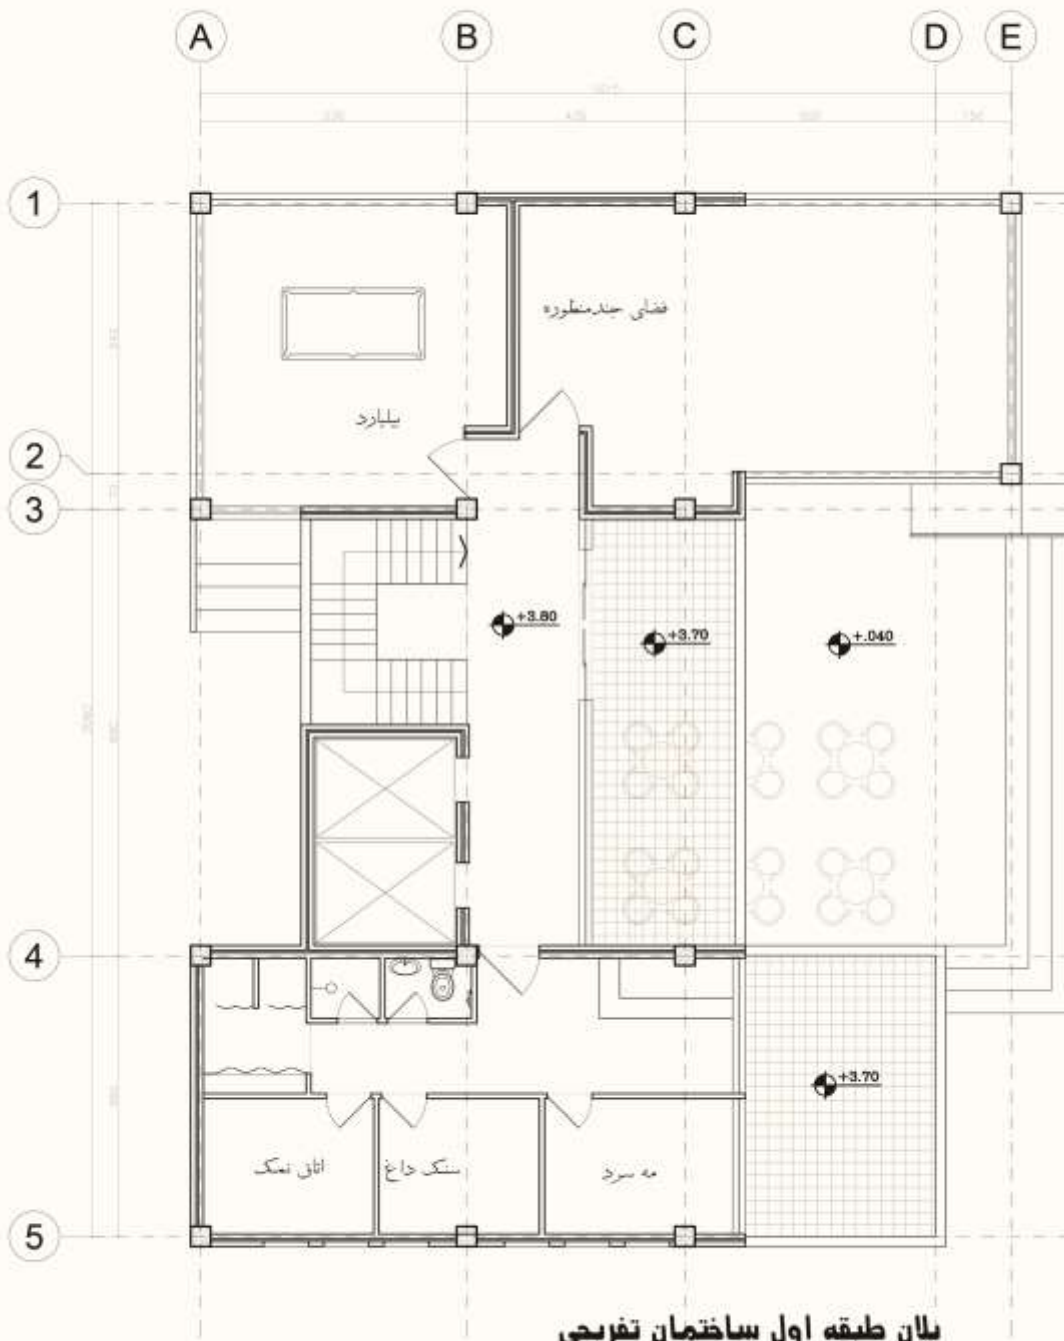 A B C D E
1
فضای چندمنظوره
بیلیارد
2
3
+3.80
+3.70
+.040
4
+3.70
اتاق نمک
سنگ داغ
مه سرد
5
پلان طبقه اول ساختمان تفریحی